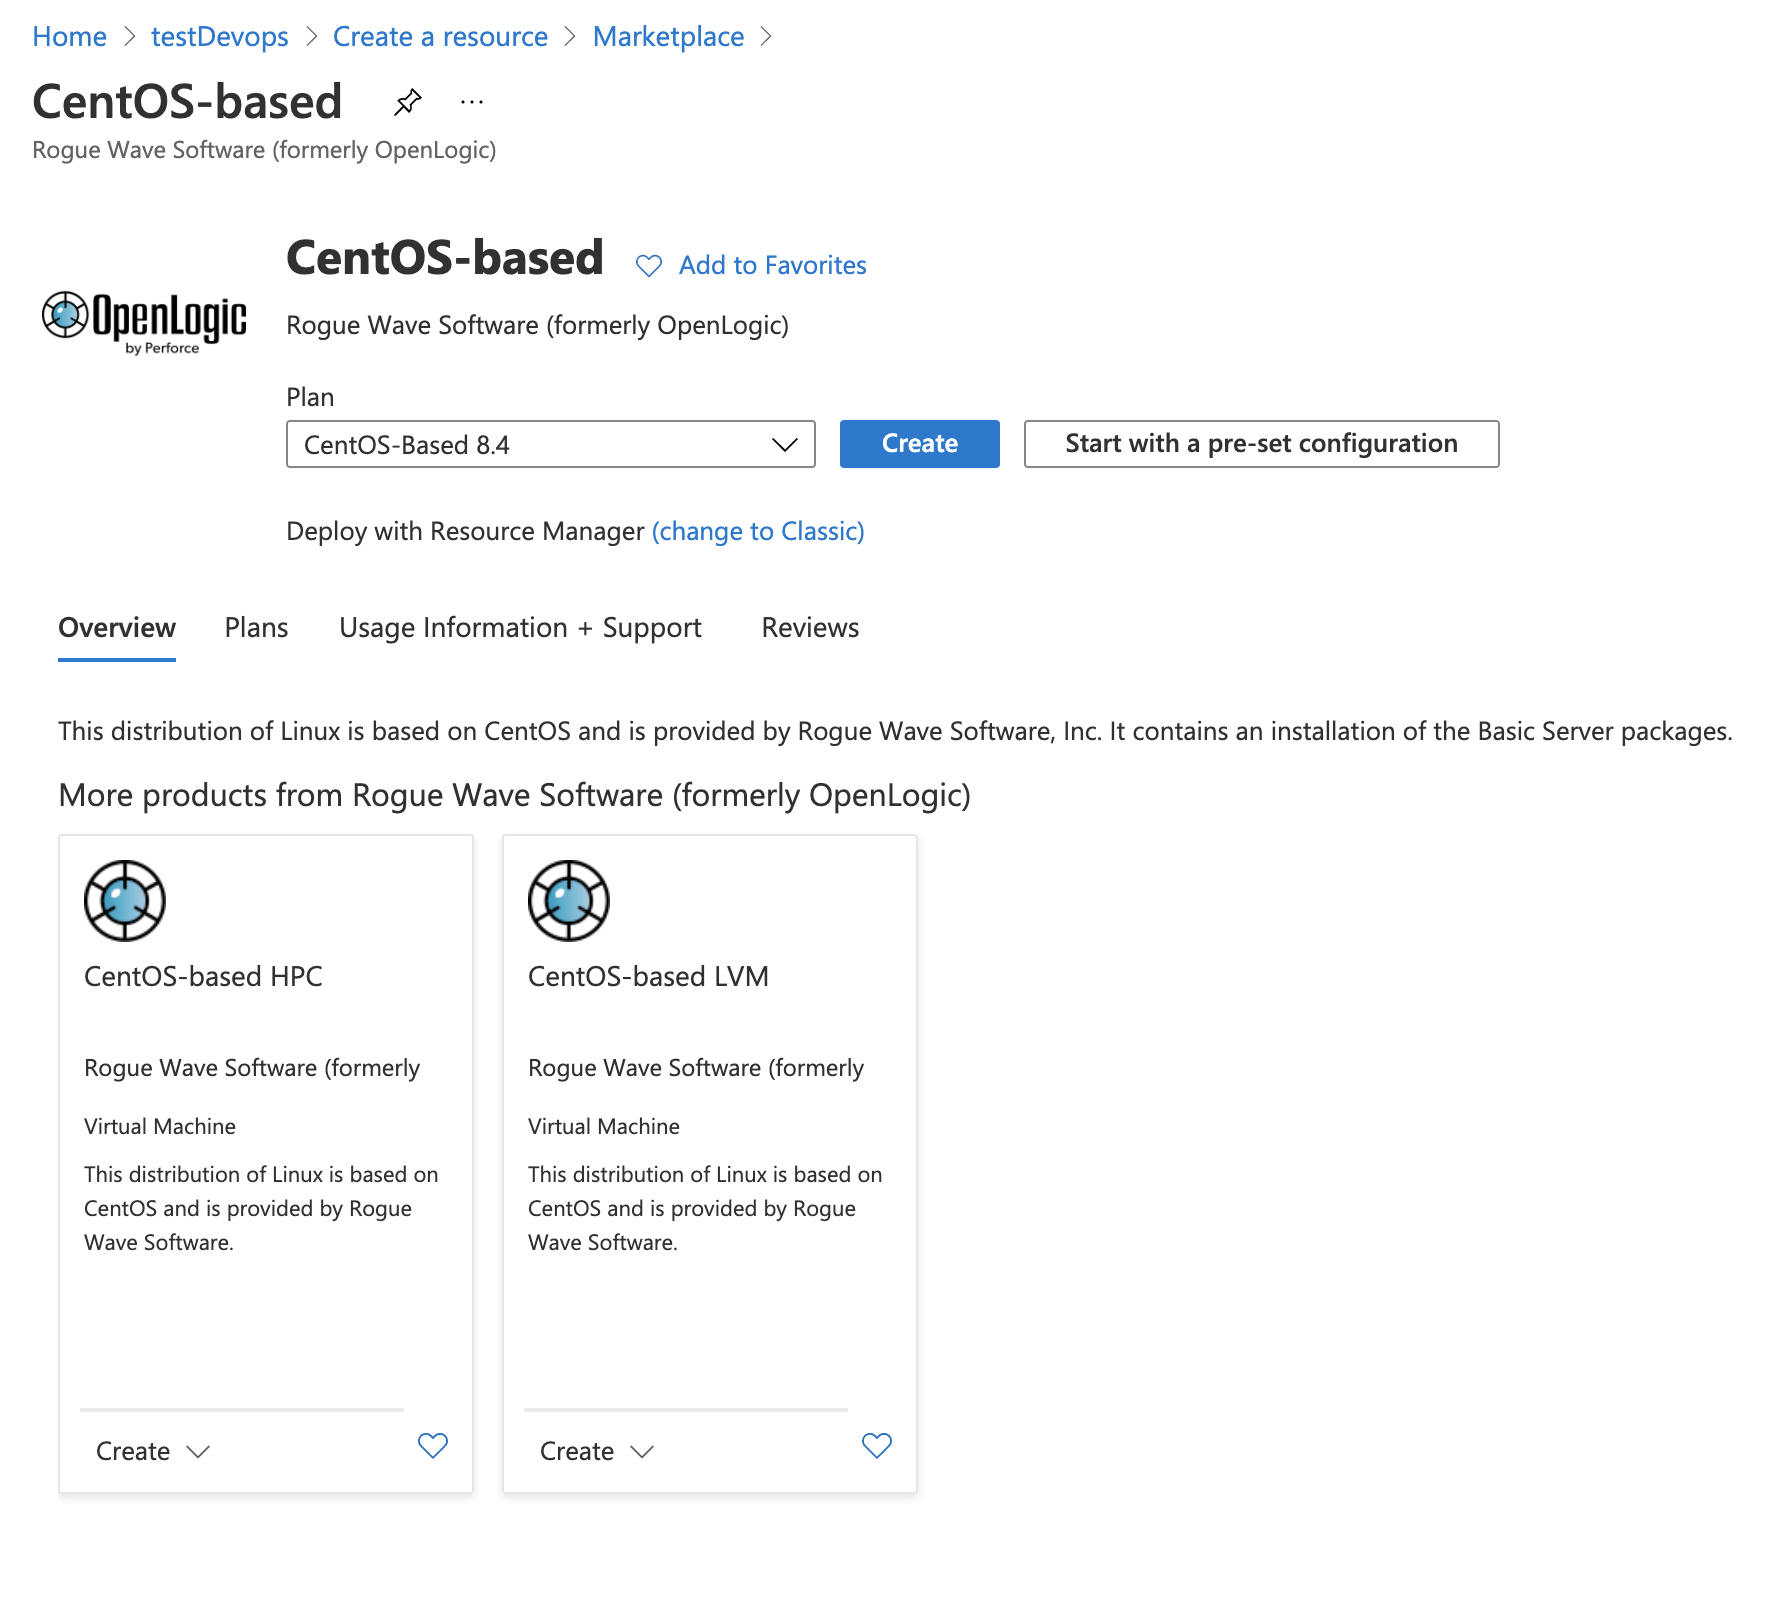 Home > testDevops > Create a resource > Marketplace >
CentOS-based ...
Rogue Wave Software (formerly OpenLogic)
OpenLogic
by Perforce
CentOS-based Add to Favorites
Rogue Wave Software (formerly OpenLogic)
Plan
CentOS-Based 8.4 Create Start with a pre-set configuration
Deploy with Resource Manager (change to Classic)
Overview Plans Usage Information + Support Reviews
This distribution of Linux is based on CentOS and is provided by Rogue Wave Software, Inc. It contains an installation of the Basic Server packages.
More products from Rogue Wave Software (formerly OpenLogic)
CentOS-based HPC
Rogue Wave Software (formerly
Virtual Machine
This distribution of Linux is based on
CentOS and is provided by Rogue
Wave Software.
Create
CentOS-based LVM
Rogue Wave Software (formerly
Virtual Machine
This distribution of Linux is based on
CentOS and is provided by Rogue
Wave Software.
Create